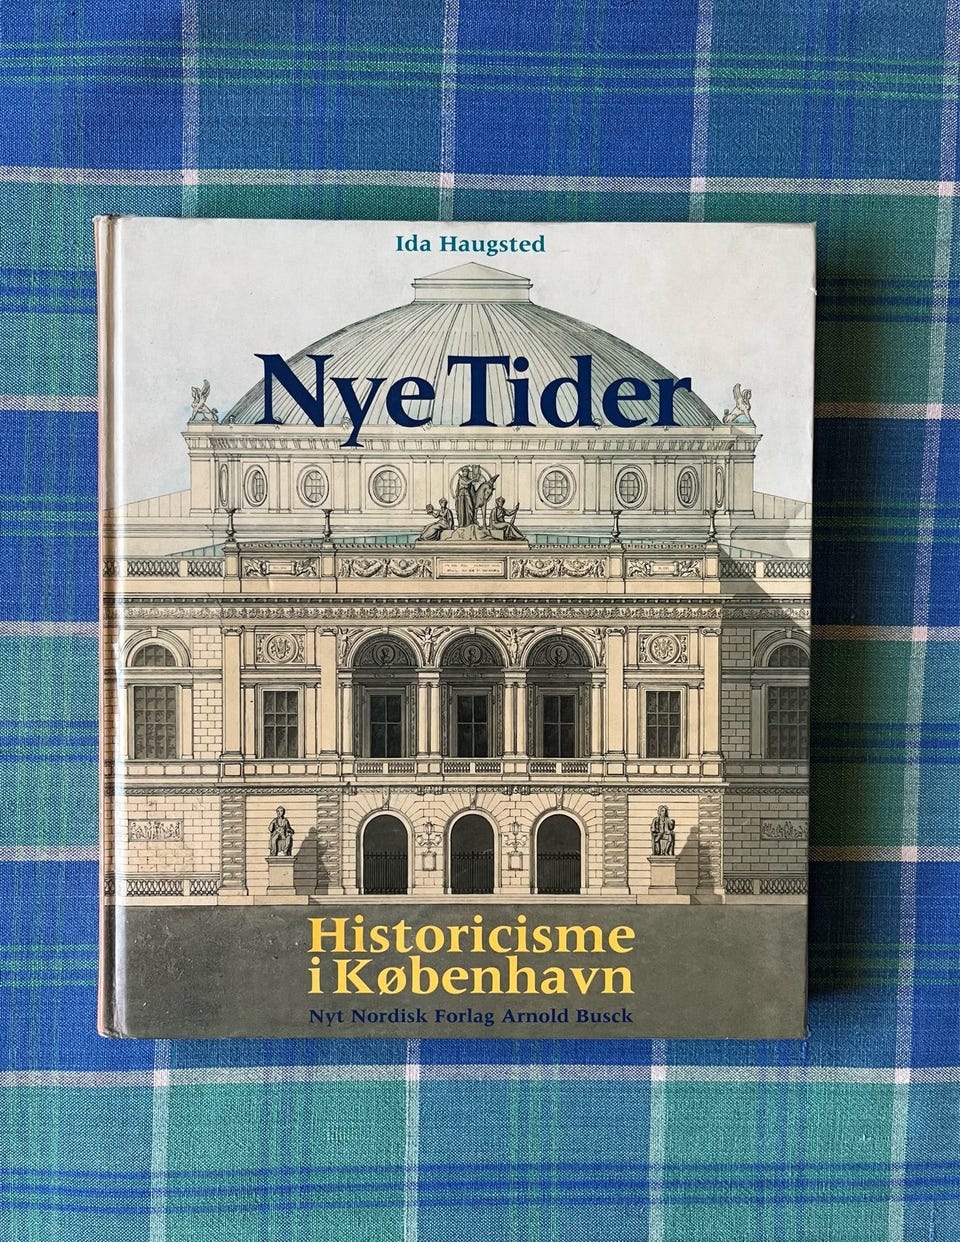 Ida Haugsted
Nye Tider
Historicisme
i København
Nyt Nordisk Forlag Arnold Busck